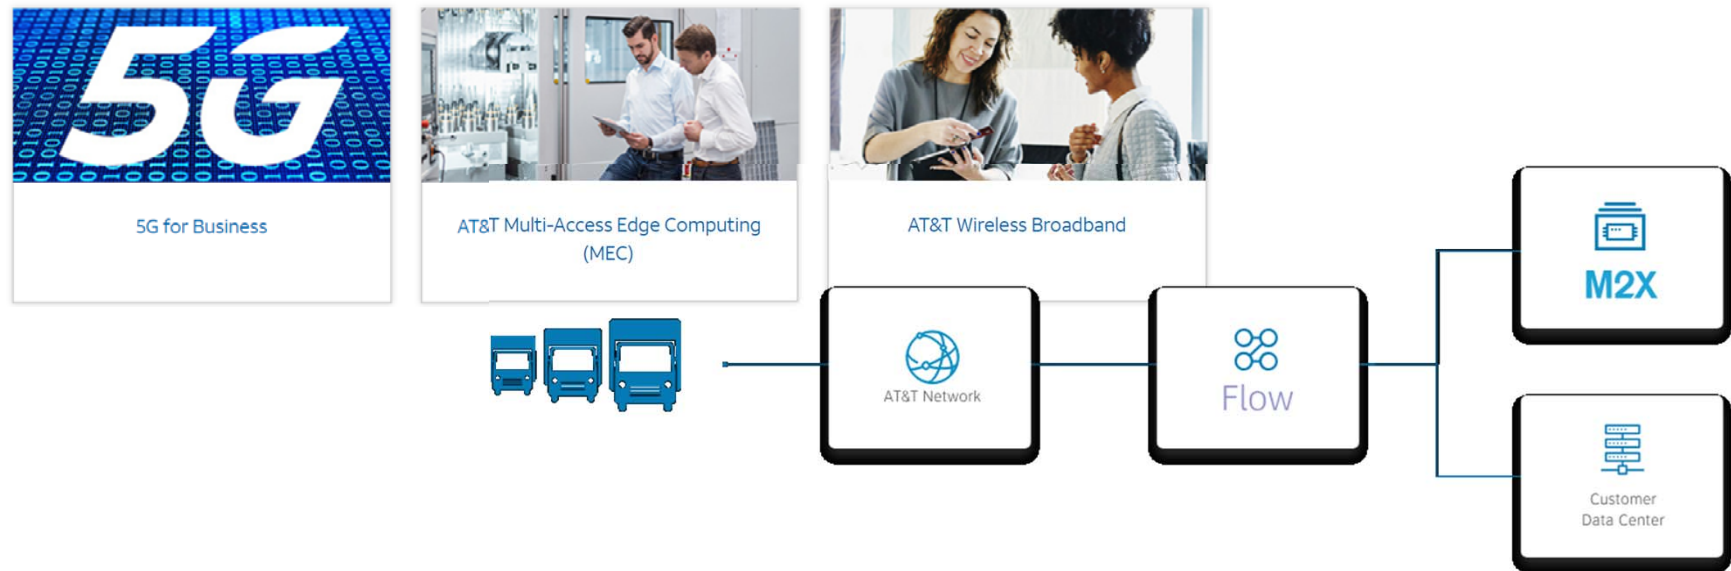 5G
5G for Business
AT&T Multi-Access Edge Computing
(MEC)
AT&T Wireless Broadband
AT&T Network
Flow
M2X
Customer
Data Center